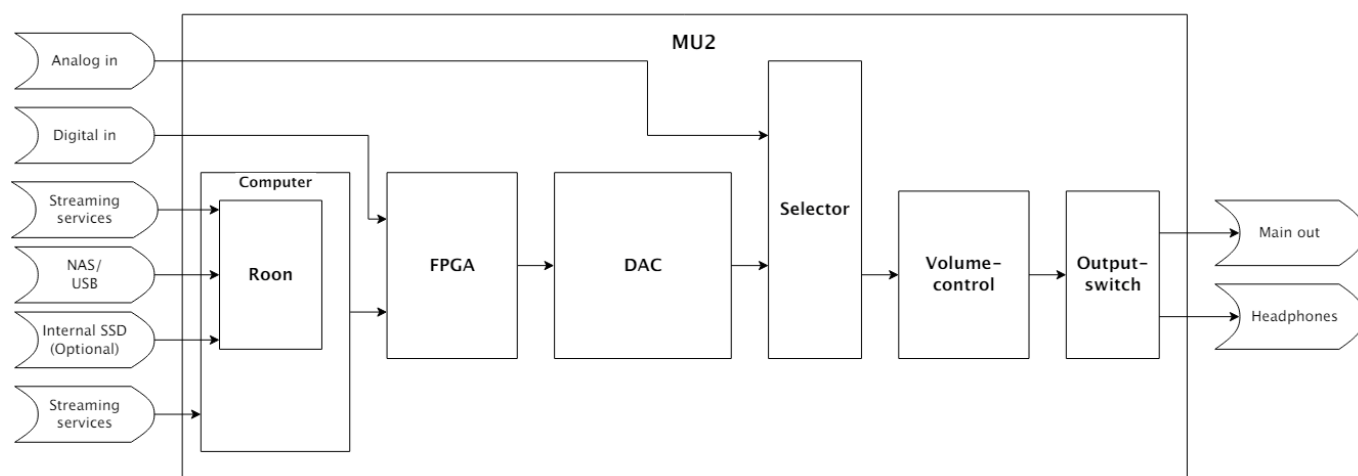 MU2
Analog in
Digital in
Streaming
services
NAS/
USB
Internal SSD
(Optional)
Streaming
services
Computer
Roon
FPGA
DAC
Selector
Volume-
control
Output-
switch
Main out
Headphones